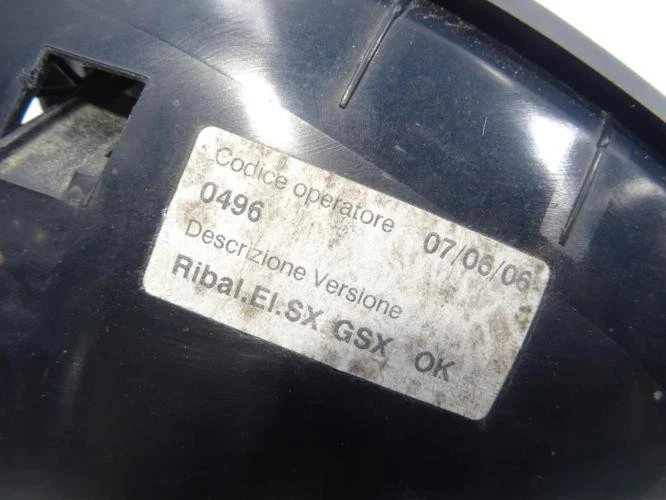 Codice operatore
0496 07/06/06
Descrizione Versione
Ribal.El.SX GSX OK